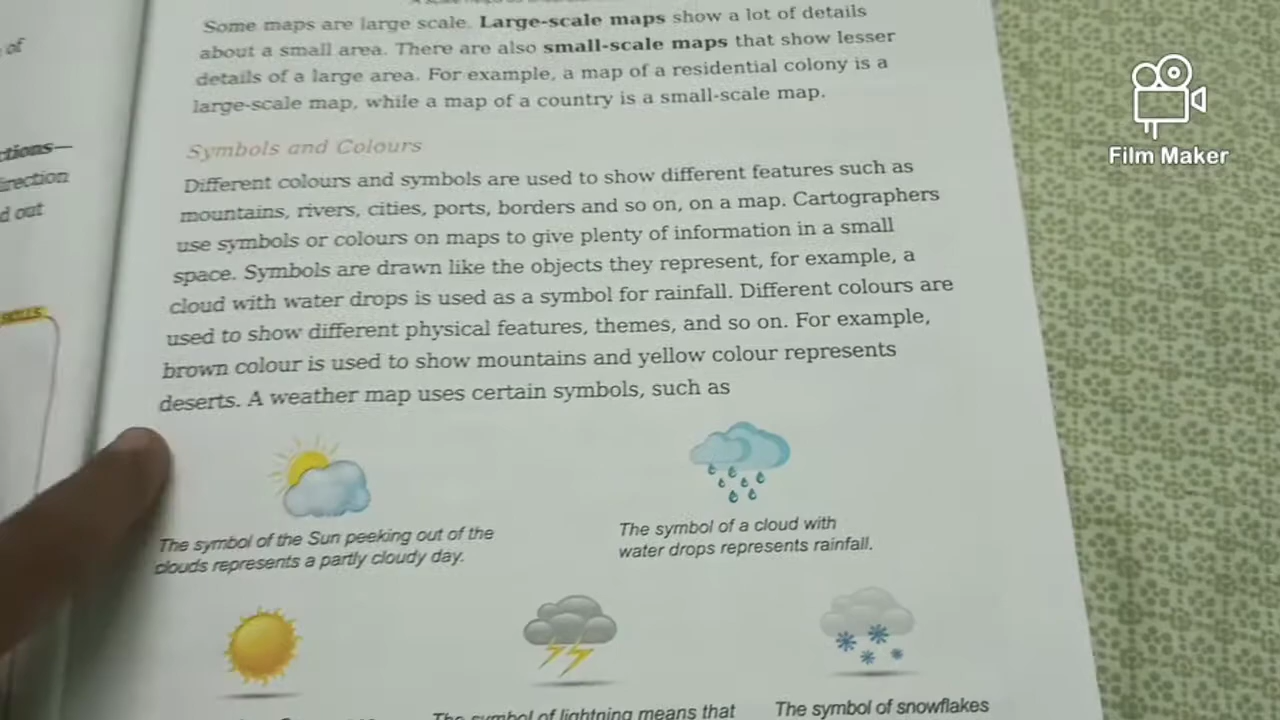 Some maps are large scale. Large-scale maps show a lot of details
about a small area. There are also small-scale maps that show lesser
details of a large area. For example, a map of a residential colony is a
large-scale map, while a map of a country is a small-scale map.
Symbols and Colours
Different colours and symbols are used to show different features such as
mountains, rivers, cities, ports, borders and so on, on a map. Cartographers
use symbols or colours on maps to give plenty of information in a small
space. Symbols are drawn like the objects they represent, for example, a
cloud with water drops is used as a symbol for rainfall. Different colours are
used to show different physical features, themes, and so on. For example,
brown colour is used to show mountains and yellow colour represents
deserts. A weather map uses certain symbols, such as
The symbol of the Sun peeking out of the
clouds represents a partly cloudy day.
The symbol of a cloud with
water drops represents rainfall.
The symbol of lightning means that
The symbol of snowflakes
of
d out
Film Maker